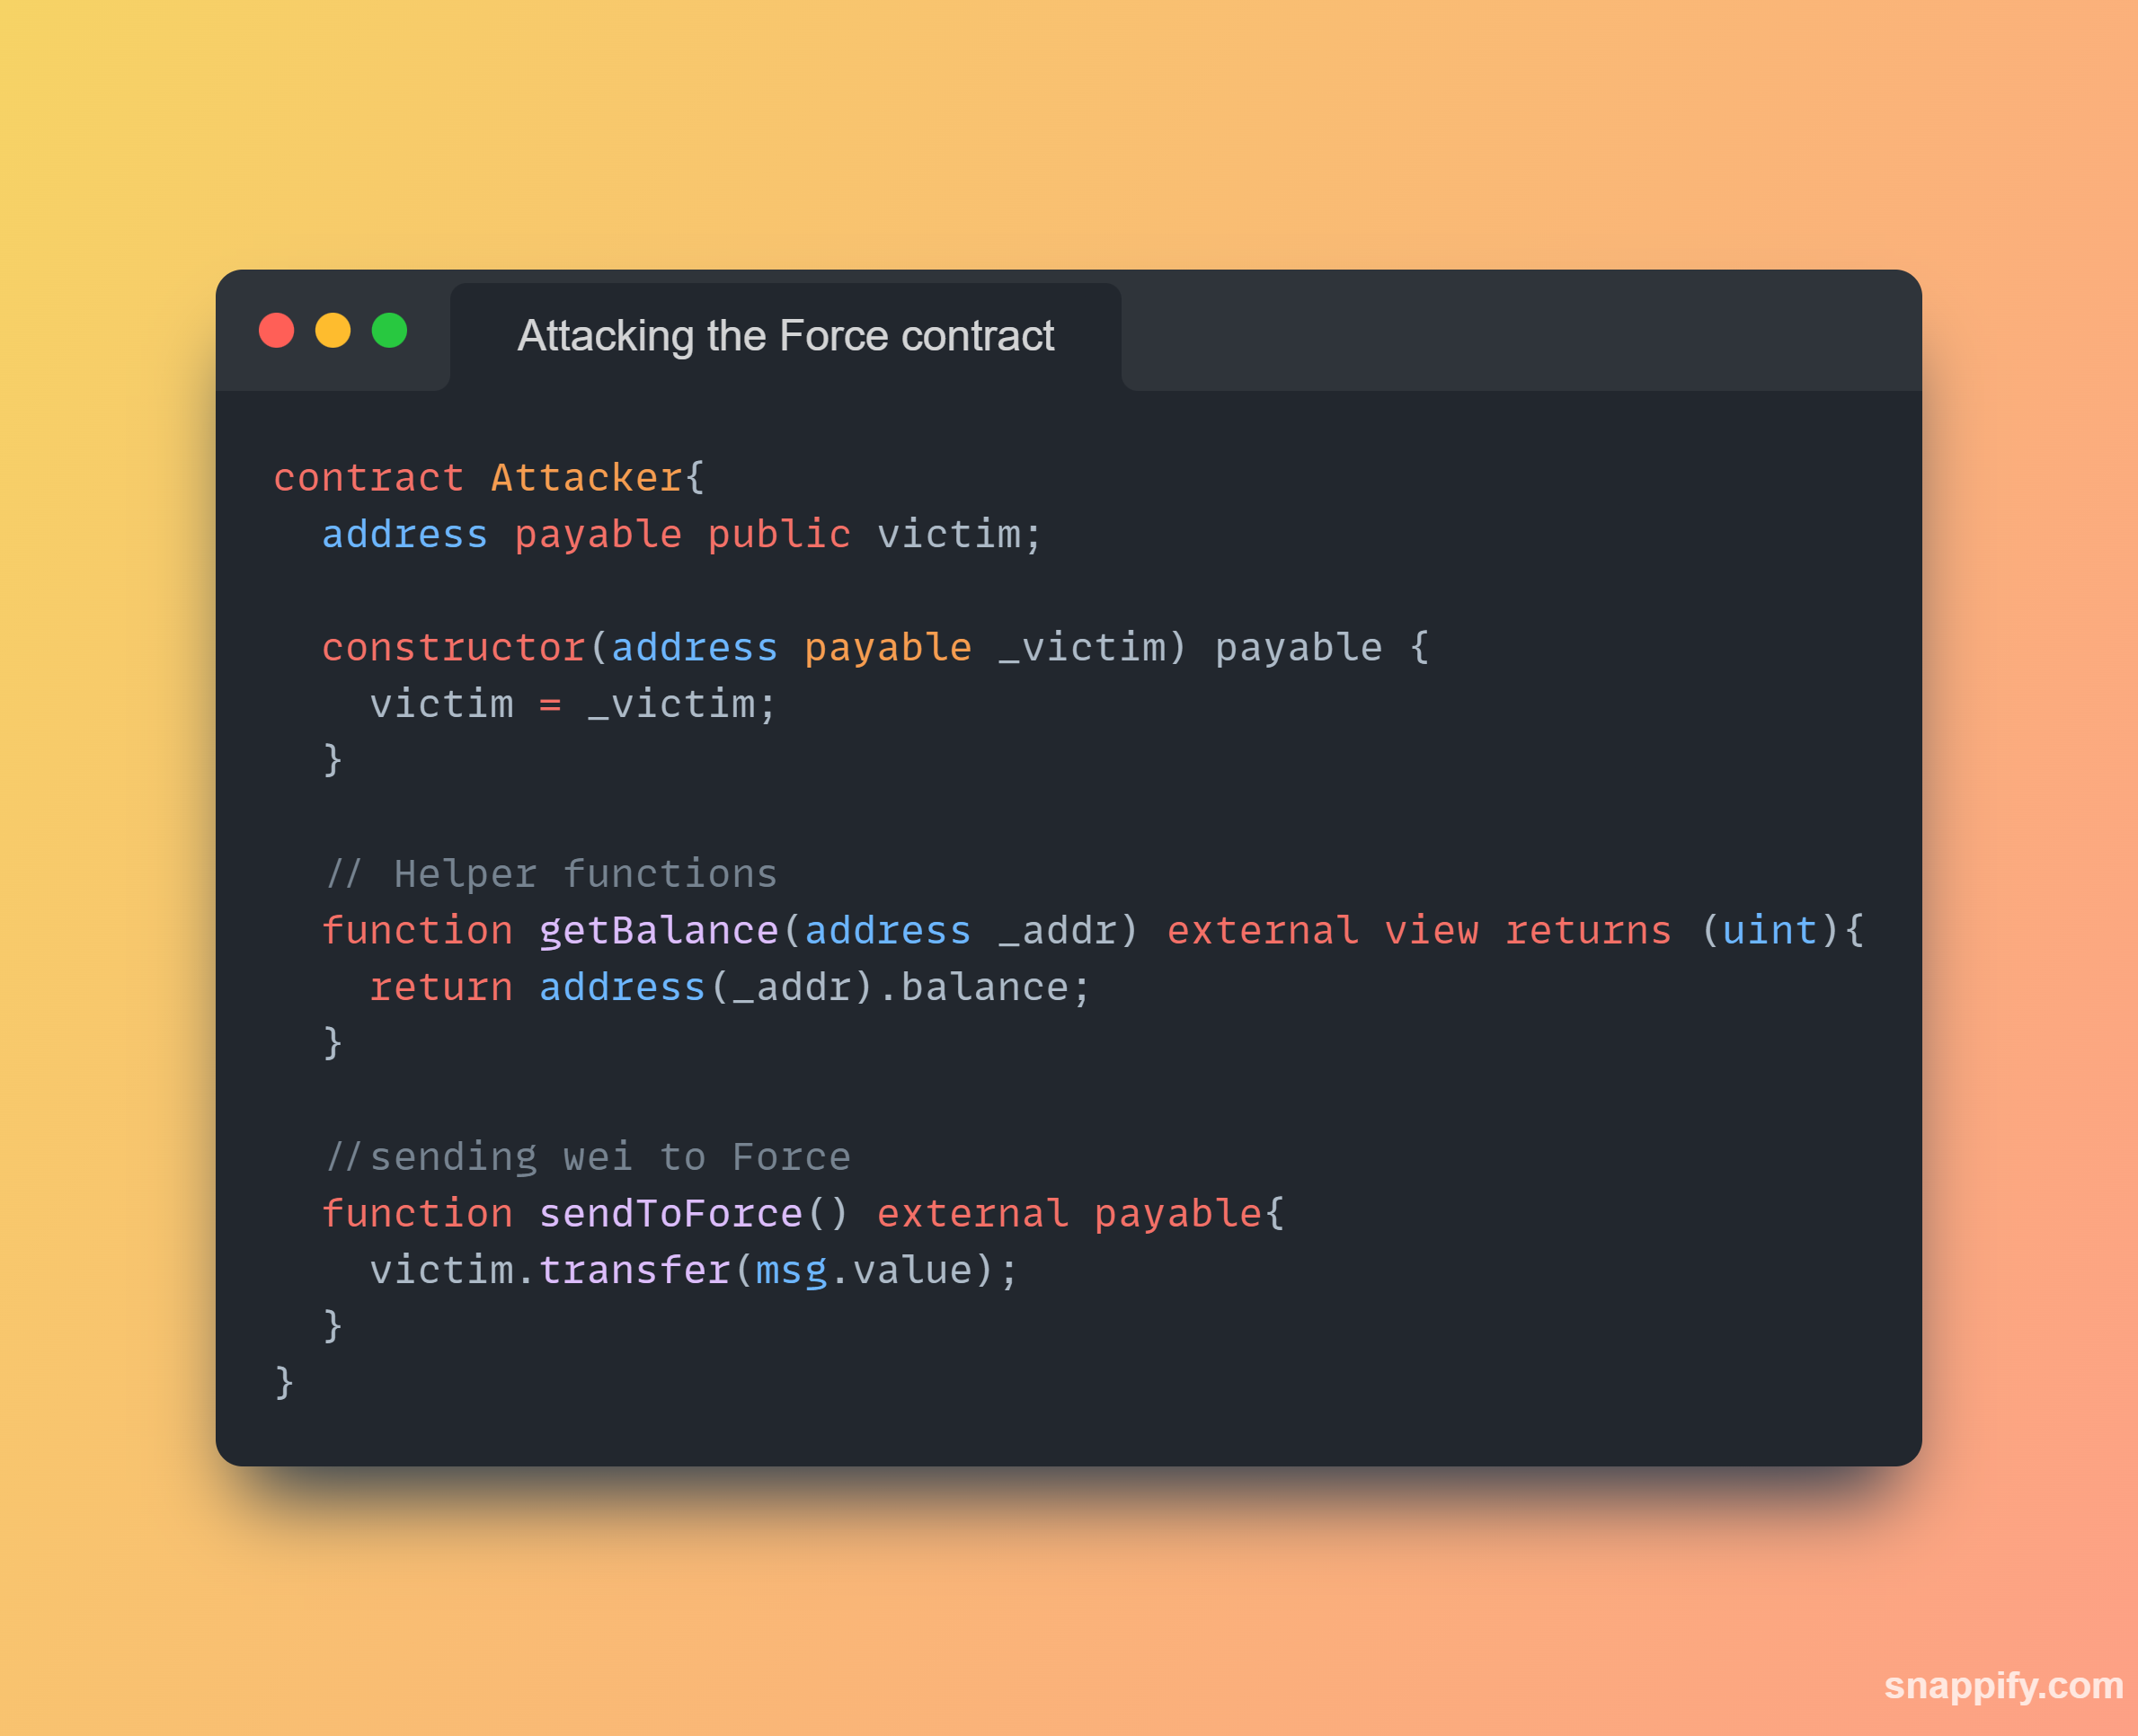 Attacking the Force contract
contract Attacker{
  address payable public victim;
  constructor(address payable _victim) payable {
    victim = _victim;
  }
  // Helper functions
  function getBalance(address _addr) external view returns (uint){
    return address(_addr).balance;
  }
  //sending wei to Force
  function sendToForce() external payable{
    victim.transfer(msg.value);
  }
}
snappify.com